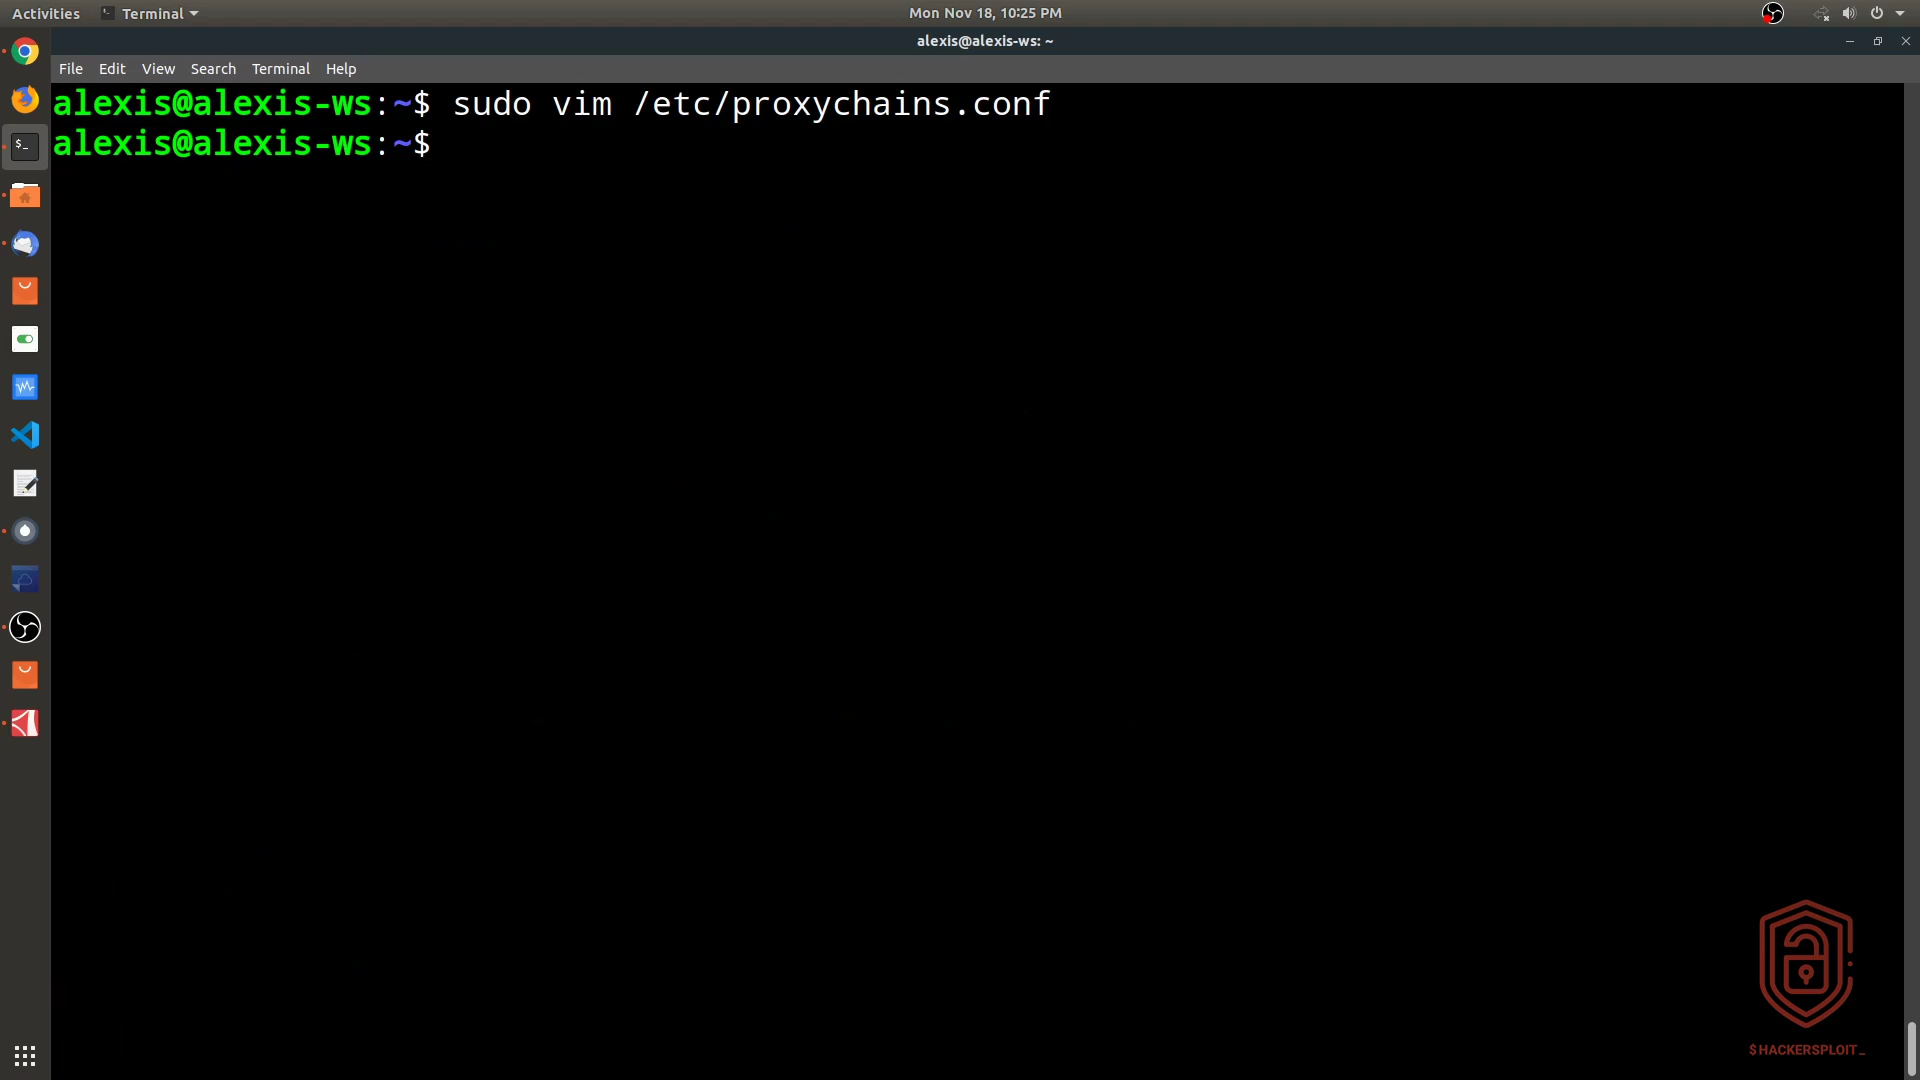 Activities Terminal Mon Nov 18, 10:25 PM
alexis@alexis-ws: ~
File Edit View Search Terminal Help
alexis@alexis-ws:~$ sudo vim /etc/proxychains.conf
alexis@alexis-ws:~$
$_
$HACKERSPLOIT_